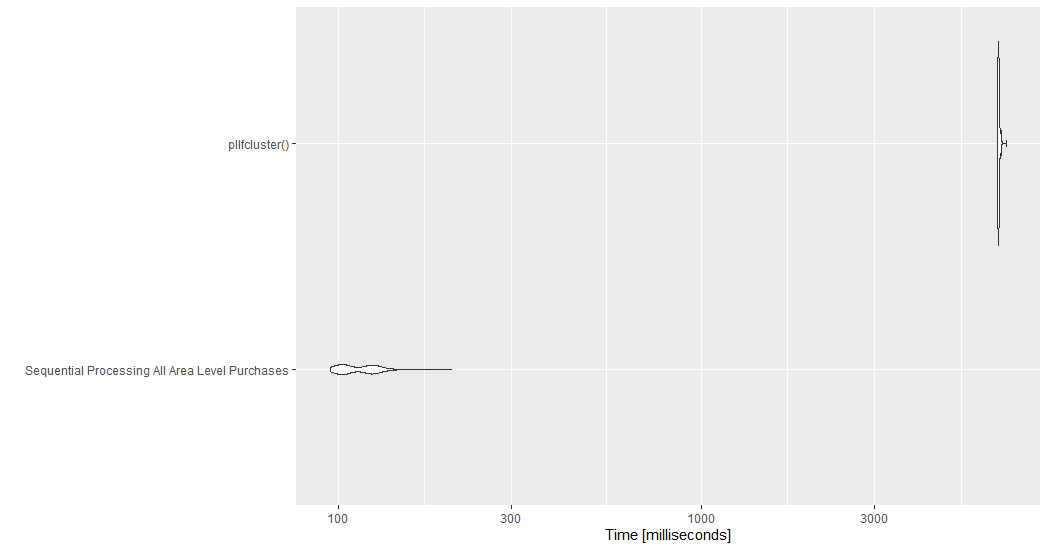 pllfcluster()
Sequential Processing All Area Level Purchases
100 300 1000 3000
Time [milliseconds]